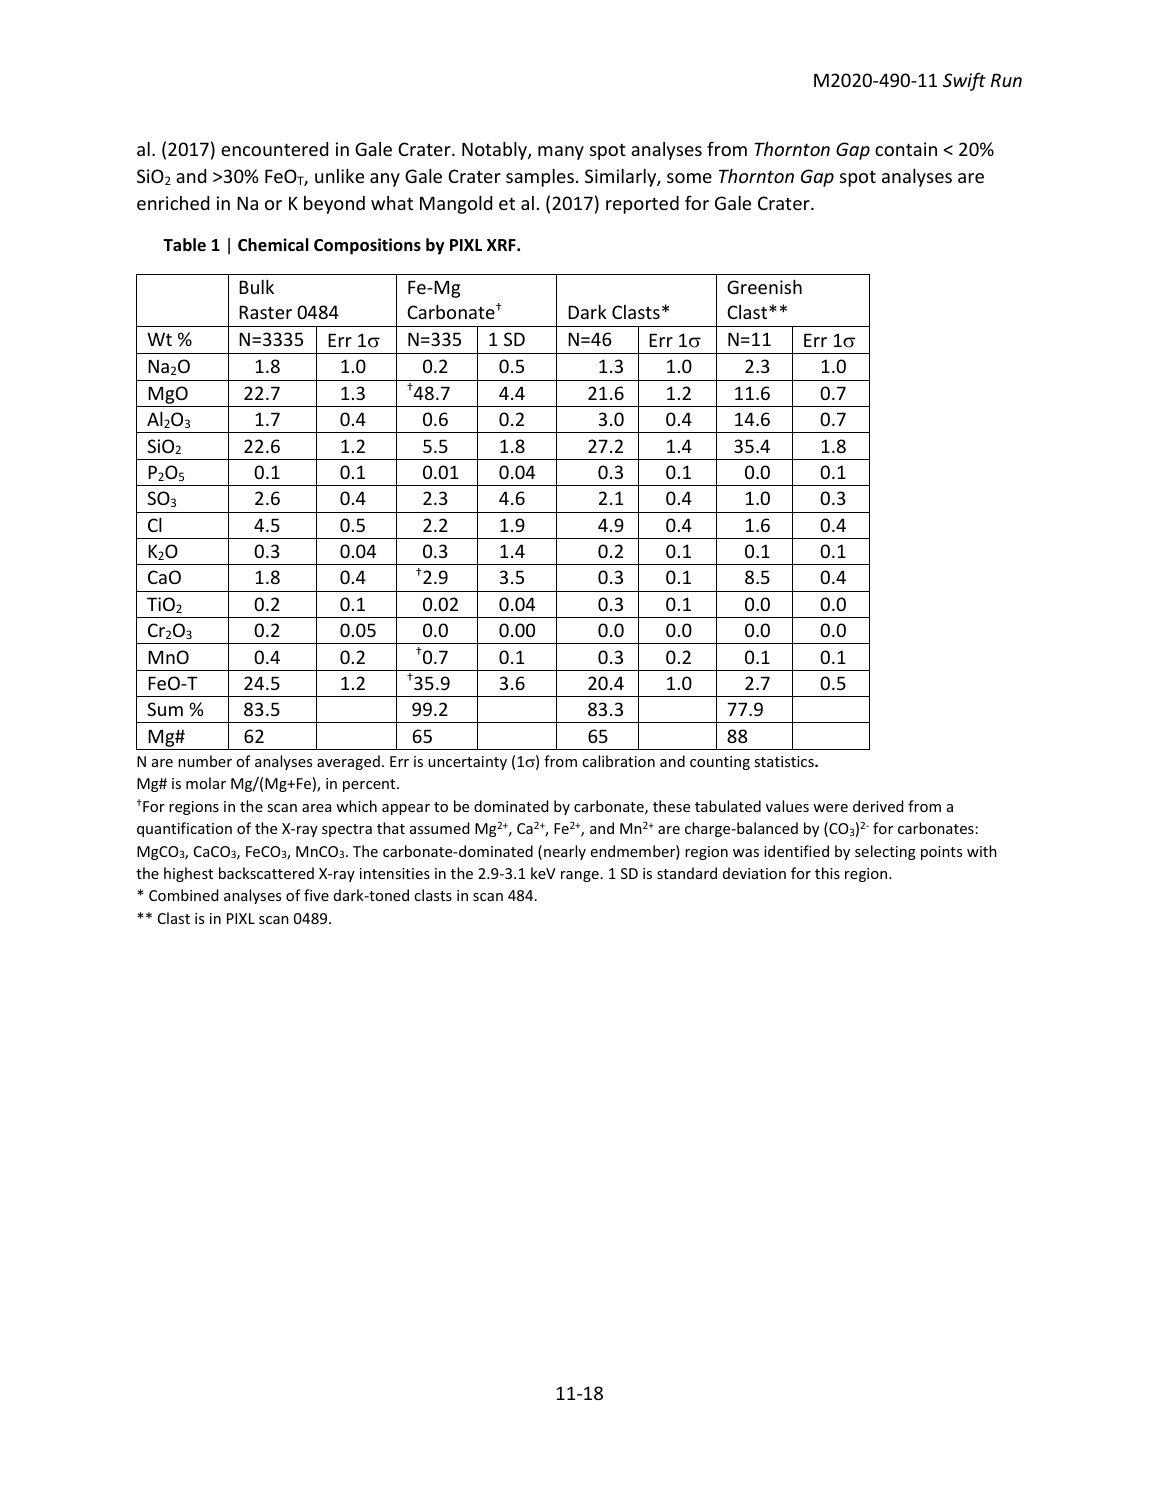 M2020-490-11 Swift Run
al. (2017) encountered in Gale Crater. Notably, many spot analyses from Thornton Gap contain < 20%
SiO₂ and >30% FeO_T, unlike any Gale Crater samples. Similarly, some Thornton Gap spot analyses are
enriched in Na or K beyond what Mangold et al. (2017) reported for Gale Crater.
Table 1 | Chemical Compositions by PIXL XRF.
Bulk Raster 0484 Fe-Mg Carbonate† Dark Clasts* Greenish Clast**
Wt % N=3335 Err 1σ N=335 1 SD N=46 Err 1σ N=11 Err 1σ
Na₂O 1.8 1.0 0.2 0.5 1.3 1.0 2.3 1.0
MgO 22.7 1.3 †48.7 4.4 21.6 1.2 11.6 0.7
Al₂O₃ 1.7 0.4 0.6 0.2 3.0 0.4 14.6 0.7
SiO₂ 22.6 1.2 5.5 1.8 27.2 1.4 35.4 1.8
P₂O₅ 0.1 0.1 0.01 0.04 0.3 0.1 0.0 0.1
SO₃ 2.6 0.4 2.3 4.6 2.1 0.4 1.0 0.3
Cl 4.5 0.5 2.2 1.9 4.9 0.4 1.6 0.4
K₂O 0.3 0.04 0.3 1.4 0.2 0.1 0.1 0.1
CaO 1.8 0.4 †2.9 3.5 0.3 0.1 8.5 0.4
TiO₂ 0.2 0.1 0.02 0.04 0.3 0.1 0.0 0.0
Cr₂O₃ 0.2 0.05 0.0 0.00 0.0 0.0 0.0 0.0
MnO 0.4 0.2 †0.7 0.1 0.3 0.2 0.1 0.1
FeO-T 24.5 1.2 †35.9 3.6 20.4 1.0 2.7 0.5
Sum % 83.5 99.2 83.3 77.9
Mg# 62 65 65 88
N are number of analyses averaged. Err is uncertainty (1σ) from calibration and counting statistics.
Mg# is molar Mg/(Mg+Fe), in percent.
†For regions in the scan area which appear to be dominated by carbonate, these tabulated values were derived from a
quantification of the X-ray spectra that assumed Mg²⁺, Ca²⁺, Fe²⁺, and Mn²⁺ are charge-balanced by (CO₃)²⁻ for carbonates:
MgCO₃, CaCO₃, FeCO₃, MnCO₃. The carbonate-dominated (nearly endmember) region was identified by selecting points with
the highest backscattered X-ray intensities in the 2.9-3.1 keV range. 1 SD is standard deviation for this region.
* Combined analyses of five dark-toned clasts in scan 484.
** Clast is in PIXL scan 0489.
11-18